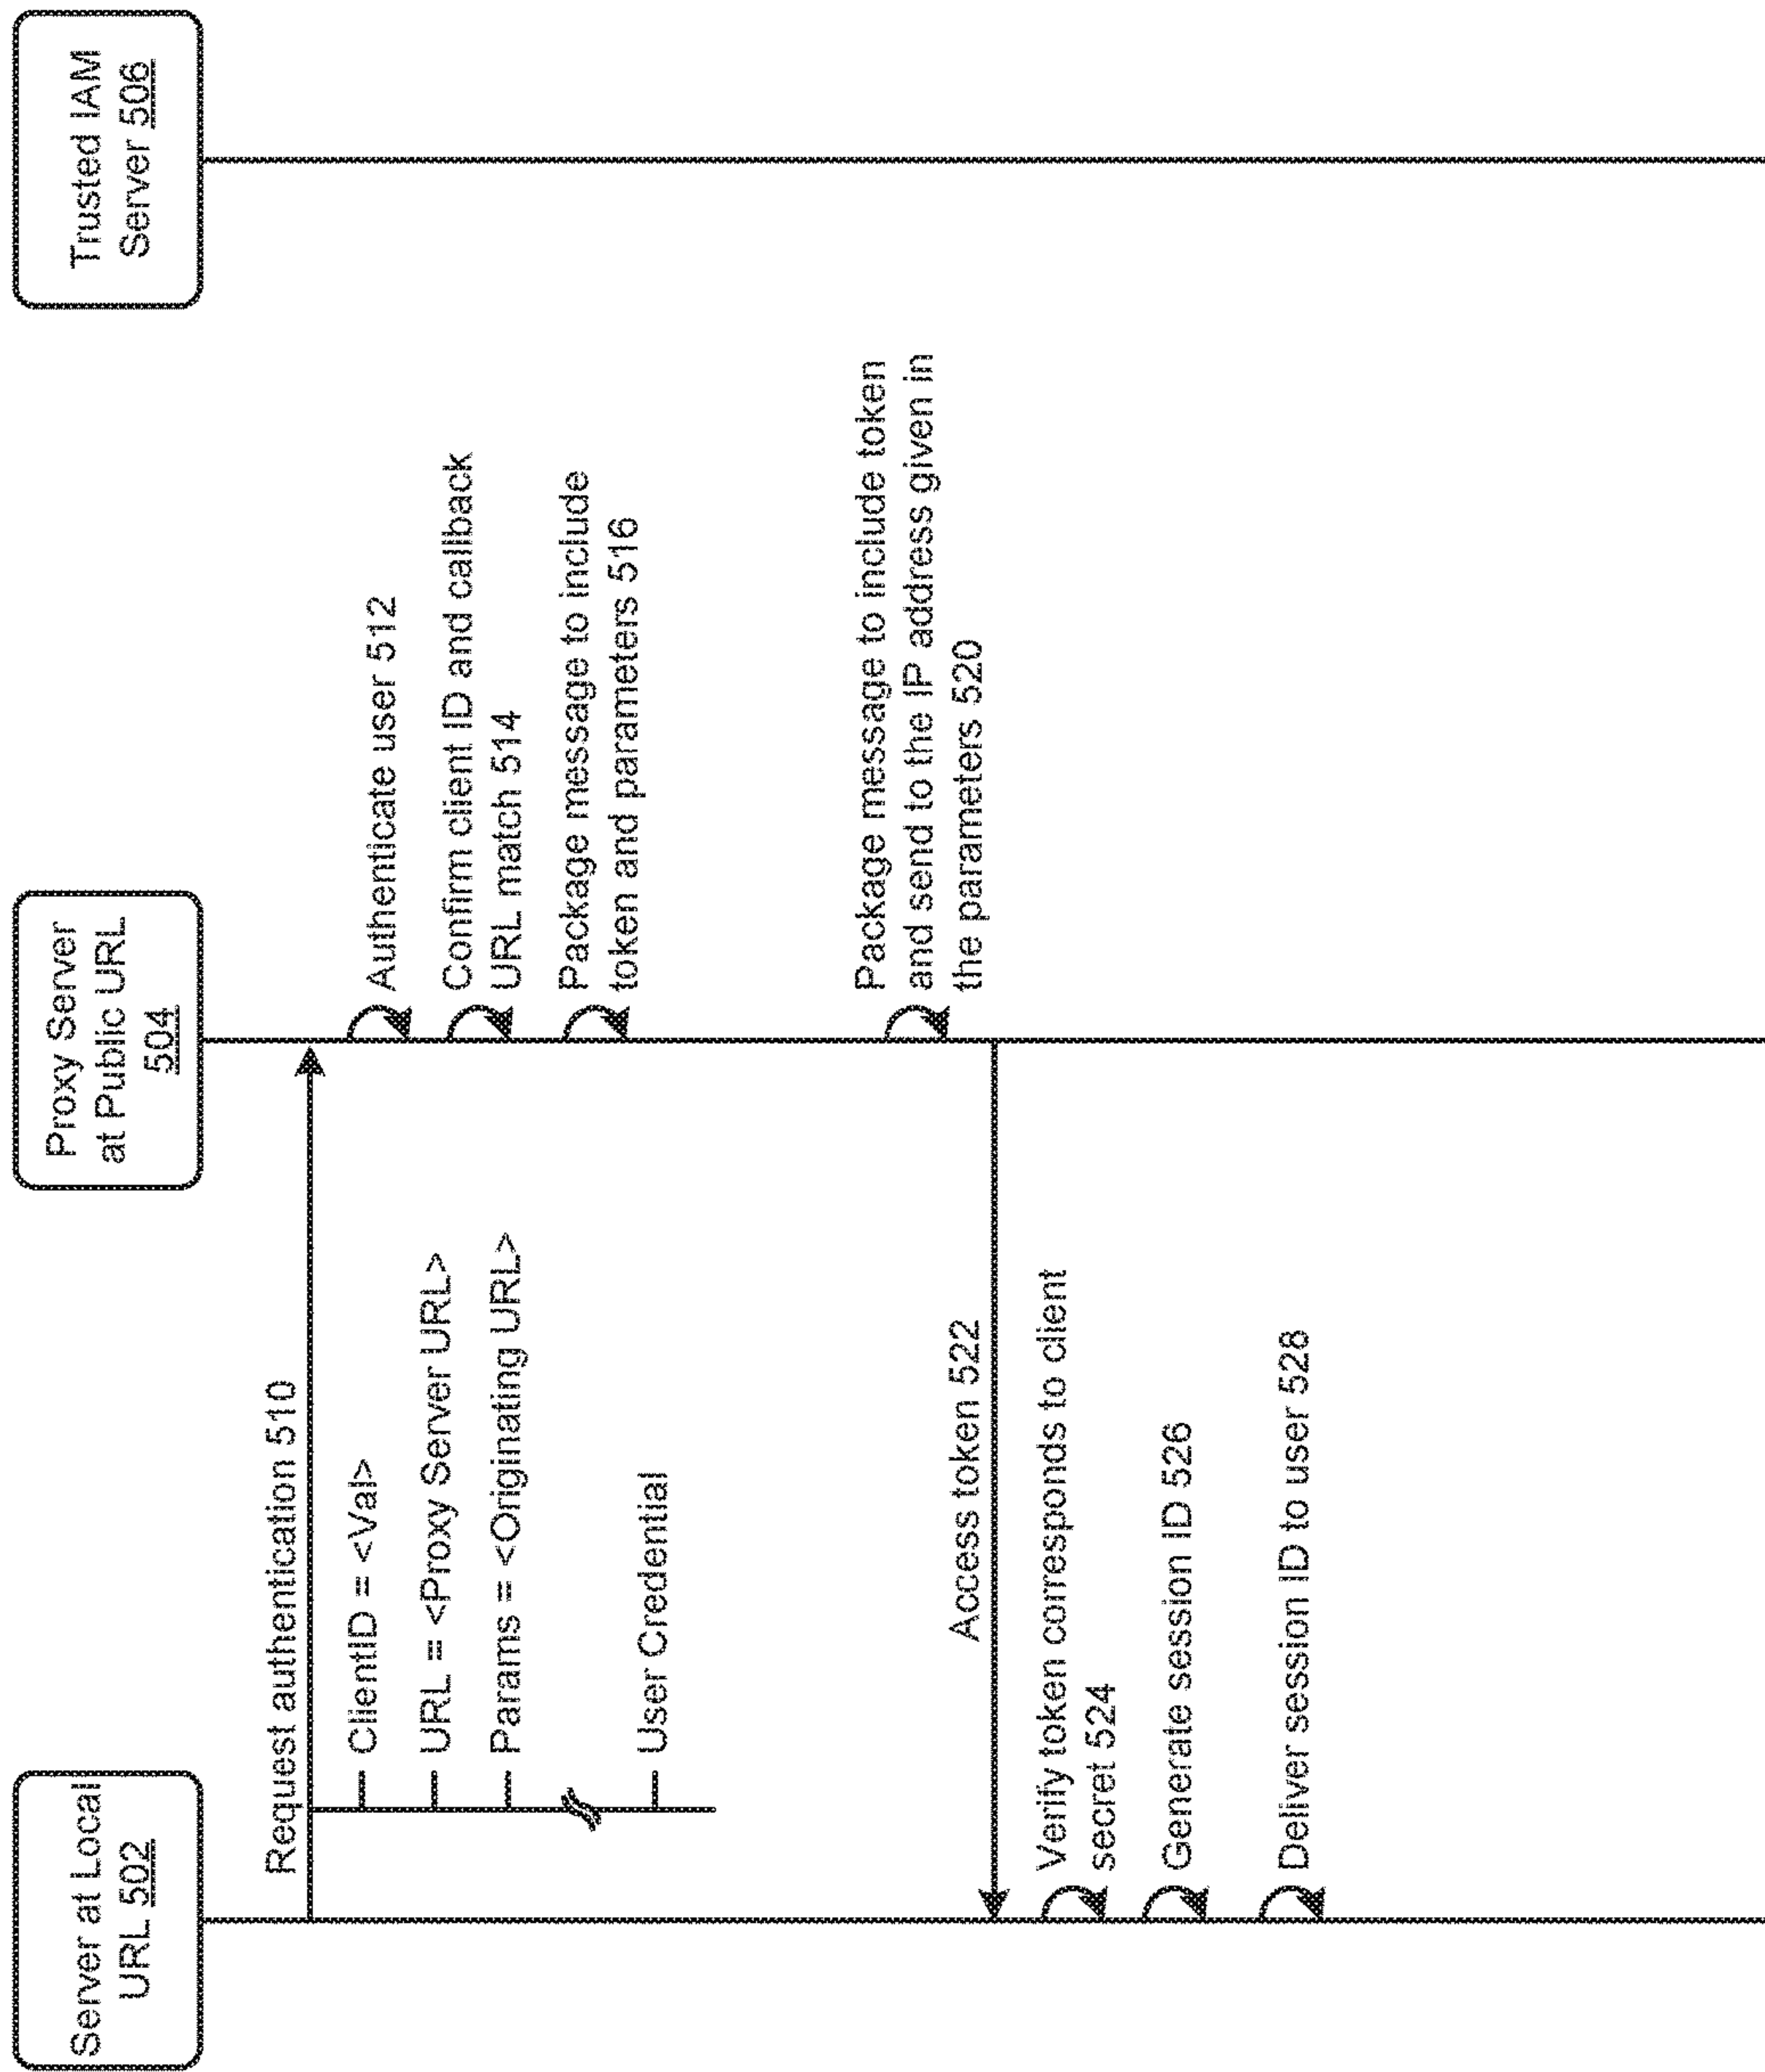 Server at Local
URL 502
Proxy Server
at Public URL
504
Trusted IAM
Server 506
Request authentication 510
ClientID = <Val>
URL = <Proxy Server URL>
Params = <Originating URL>
User Credential
Authenticate user 512
Confirm client ID and callback
URL match 514
Package message to include
token and parameters 516
Package message to include token
and send to the IP address given in
the parameters 520
Access token 522
Verify token corresponds to client
secret 524
Generate session ID 526
Deliver session ID to user 528